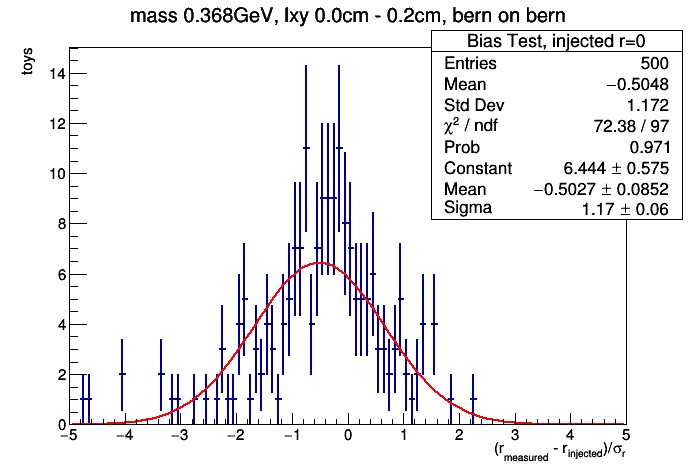 mass 0.368GeV, lxy 0.0cm - 0.2cm, bern on bern
toys
Bias Test, injected r=0
Entries 500
Mean −0.5048
Std Dev 1.172
χ² / ndf 72.38 / 97
Prob 0.971
Constant 6.444 ± 0.575
Mean −0.5027 ± 0.0852
Sigma 1.17 ± 0.06
14
12
10
8
6
4
2
0
−5 −4 −3 −2 −1 0 1 2 3 4 5
(r_measured - r_injected)/σ_r